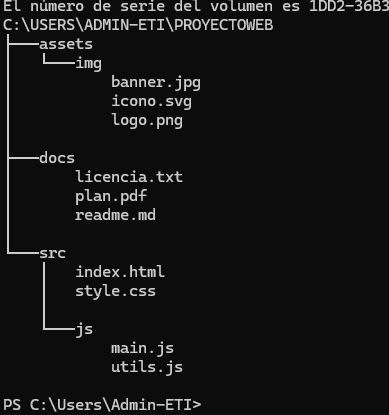 El número de serie del volumen es 1DD2-36B3
C:\USERS\ADMIN-ETI\PROYECTOWEB
├───assets
│   └───img
│           banner.jpg
│           icono.svg
│           logo.png
│
├───docs
│       licencia.txt
│       plan.pdf
│       readme.md
│
└───src
    │   index.html
    │   style.css
    │
    └───js
            main.js
            utils.js

PS C:\Users\Admin-ETI>